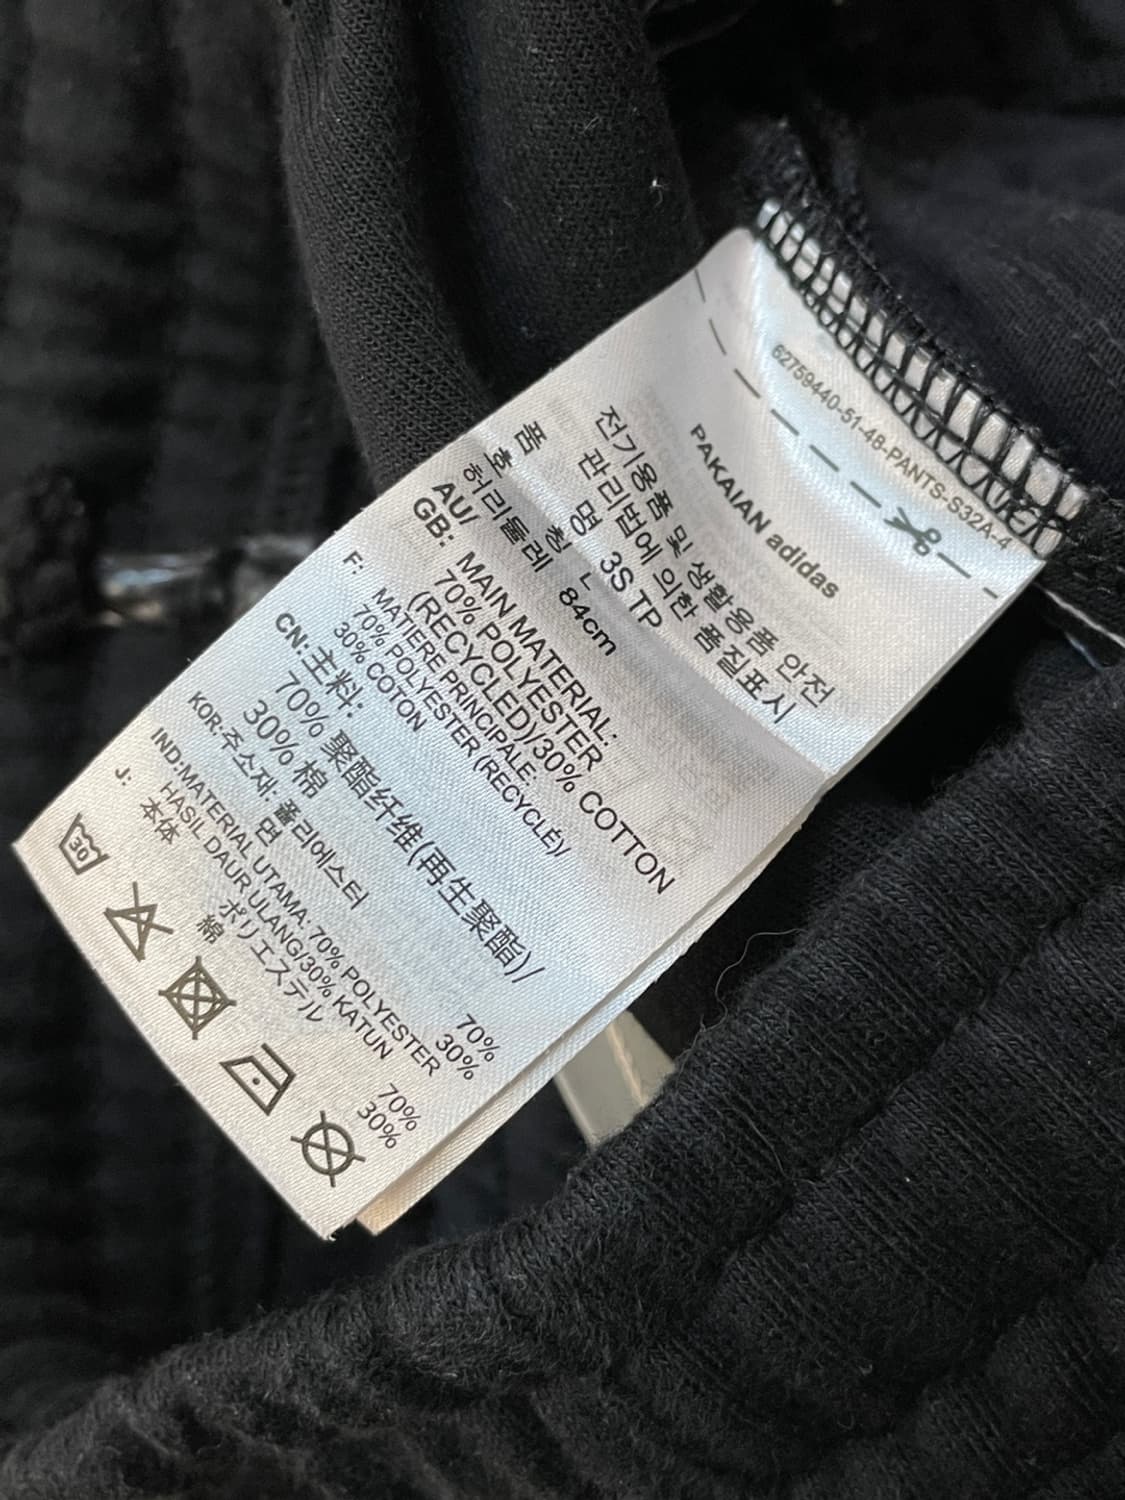 62759440-51-48-PANTS-S32A-4
PAKAIAN adidas
전기용품 및 생활용품 안전
관리법에 의한 품질표시
품 명 3S TP
호 칭 L
허리둘레 84cm
AU/
GB: MAIN MATERIAL:
70% POLYESTER
(RECYCLED)/30% COTTON
F: MATIERE PRINCIPALE:
70% POLYESTER (RECYCLÉ)/
30% COTON
CN: 主料:
70% 聚酯纤维(再生聚酯)/
30% 棉
KOR: 주소재: 폴리에스터 70%
면 30%
IND:MATERIAL UTAMA: 70% POLYESTER
HASIL DAUR ULANG/30% KATUN
J: 本体 ポリエステル 70%
綿 30%
30